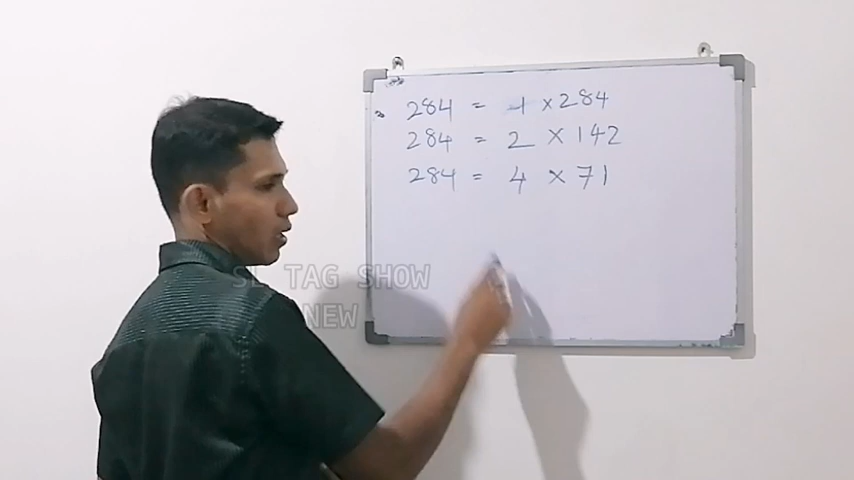 284 = 1 × 284
284 = 2 × 142
284 = 4 × 71
SL TAG SHOW
NEW